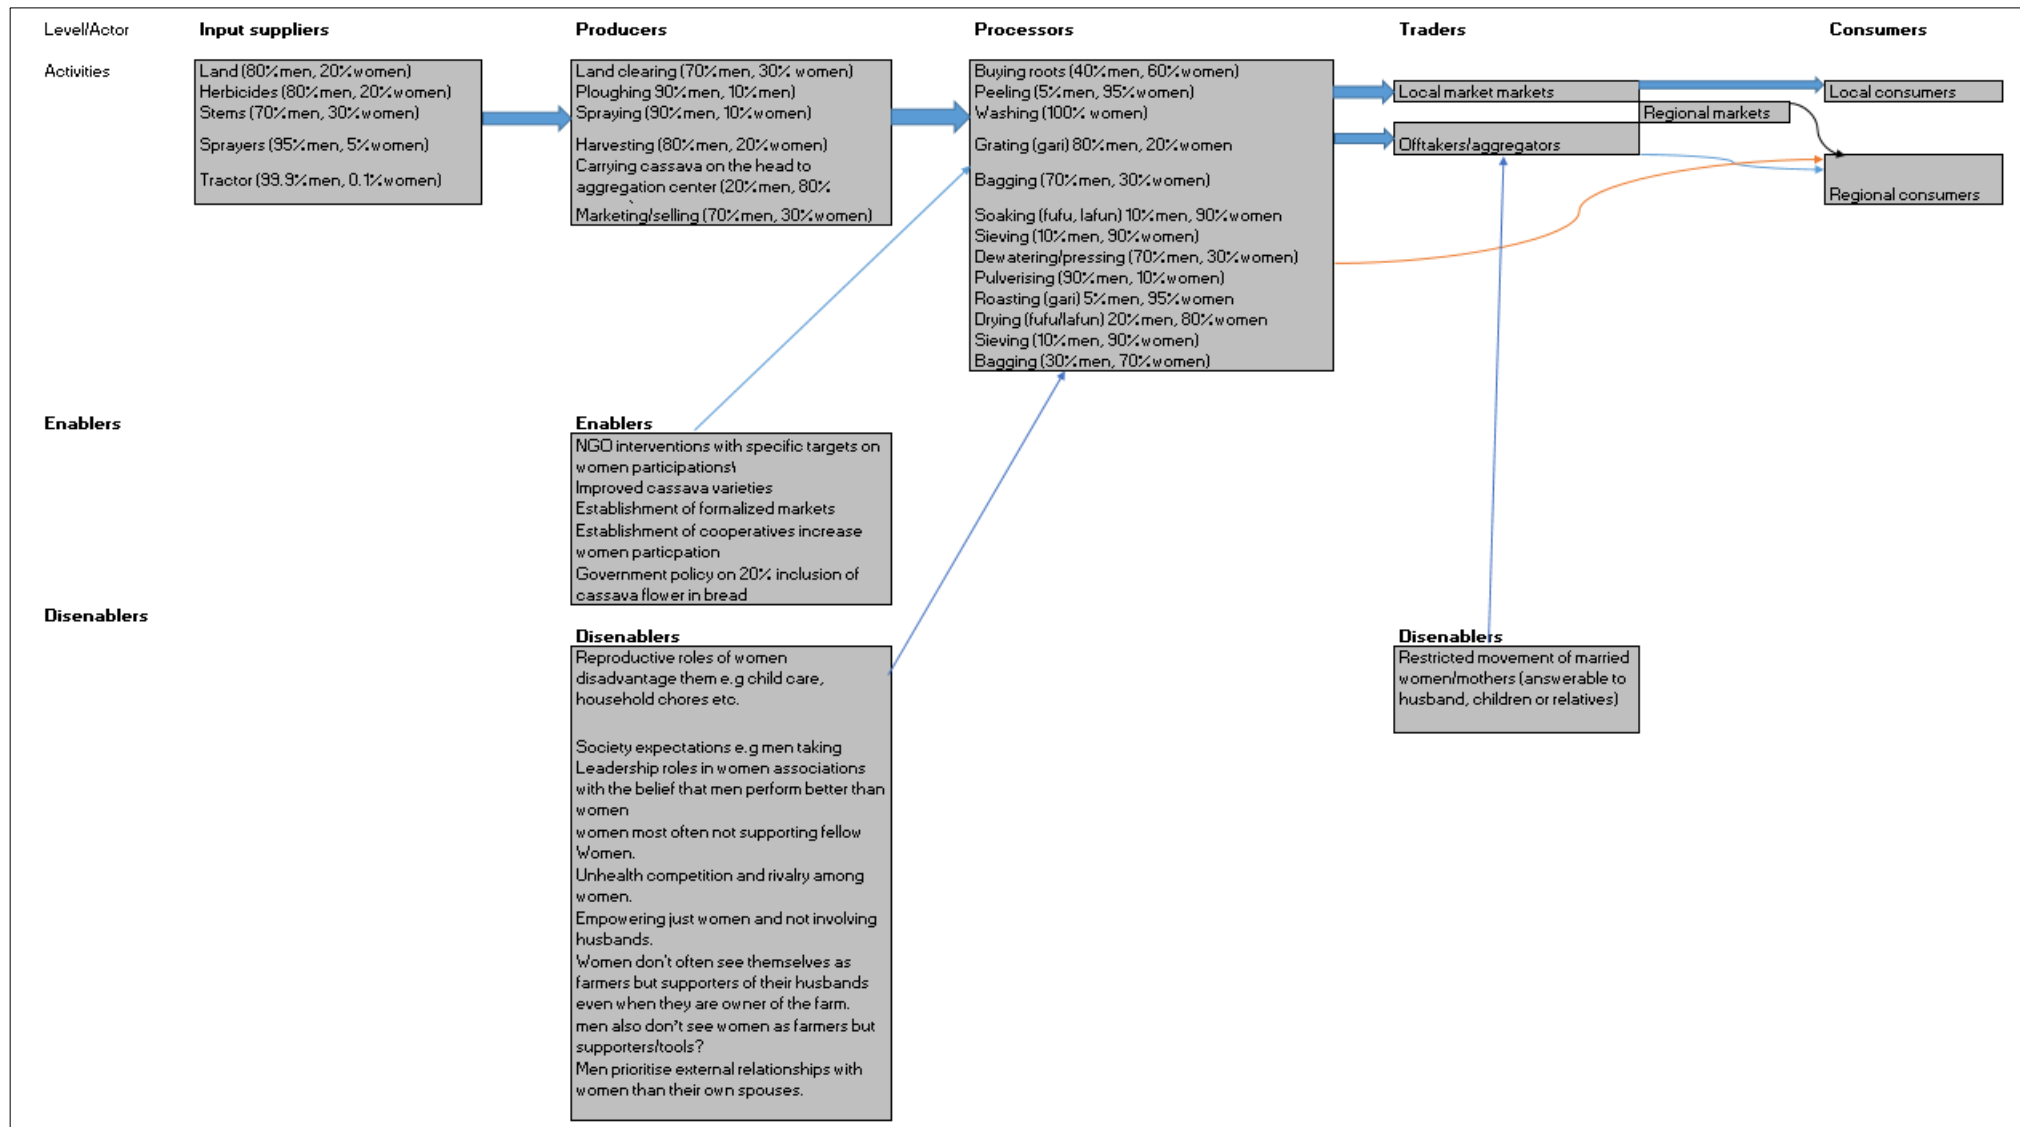 Level/Actor
Input suppliers
Producers
Processors
Traders
Consumers
Activities
Land (80%men, 20%women)
Herbicides (80%men, 20%women)
Stems (70%men, 30%women)
Sprayers (95%men, 5%women)
Tractor (99.9%men, 0.1%women)
Land clearing (70%men, 30% women)
Ploughing 90%men, 10%men)
Spraying (90%men, 10%women)
Harvesting (80%men, 20%women)
Carrying cassava on the head to
aggregation center (20%men, 80%
Marketing/selling (70%men, 30%women)
Buying roots (40%men, 60%women)
Peeling (5%men, 95%women)
Washing (100% women)
Grating (gari) 80%men, 20%women
Bagging (70%men, 30%women)
Soaking (fufu, lafun) 10%men, 90%women
Sieving (10%men, 90%women)
Dewatering/pressing (70%men, 30%women)
Pulverising (90%men, 10%women)
Roasting (gari) 5%men, 95%women
Drying (fufu/lafun) 20%men, 80%women
Sieving (10%men, 90%women)
Bagging (30%men, 70%women)
Local market markets
Regional markets
Offtakers/aggregators
Local consumers
Regional consumers
Enablers
Enablers
NGO interventions with specific targets on
women participations\
Improved cassava varieties
Establishment of formalized markets
Establishment of cooperatives increase
women particpation
Government policy on 20% inclusion of
cassava flower in bread
Disenablers
Disenablers
Reproductive roles of women
disadvantage them e.g child care,
household chores etc.
Society expectations e.g men taking
Leadership roles in women associations
with the belief that men perform better than
women
women most often not supporting fellow
Women.
Unhealth competition and rivalry among
women.
Empowering just women and not involving
husbands.
Women don't often see themselves as
farmers but supporters of their husbands
even when they are owner of the farm.
men also don't see women as farmers but
supporters/tools?
Men prioritise external relationships with
women than their own spouses.
Disenablers
Restricted movement of married
women/mothers (answerable to
husband, children or relatives)